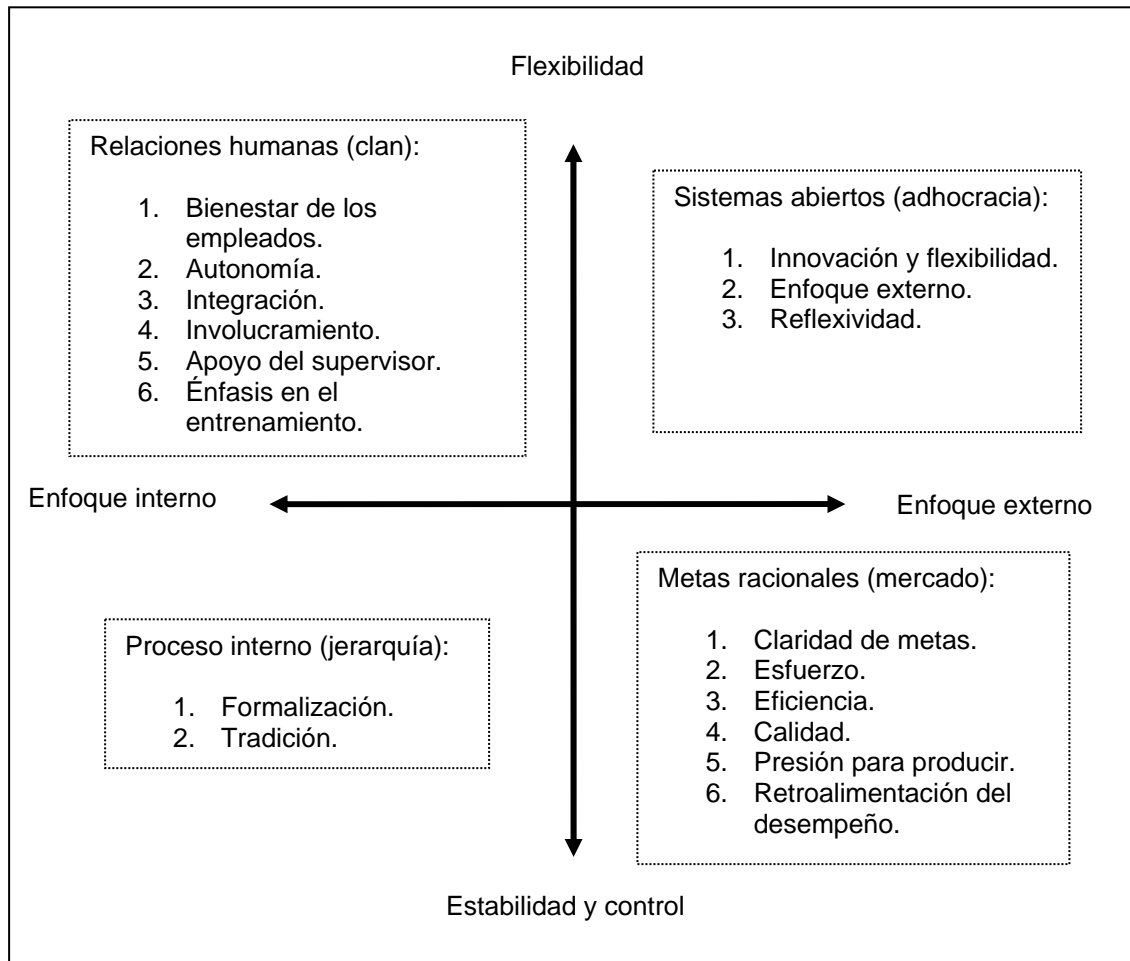 Flexibilidad
Relaciones humanas (clan):
1. Bienestar de los
empleados.
2. Autonomía.
3. Integración.
4. Involucramiento.
5. Apoyo del supervisor.
6. Énfasis en el
entrenamiento.
Sistemas abiertos (adhocracia):
1. Innovación y flexibilidad.
2. Enfoque externo.
3. Reflexividad.
Enfoque interno
Enfoque externo
Proceso interno (jerarquía):
1. Formalización.
2. Tradición.
Metas racionales (mercado):
1. Claridad de metas.
2. Esfuerzo.
3. Eficiencia.
4. Calidad.
5. Presión para producir.
6. Retroalimentación del
desempeño.
Estabilidad y control